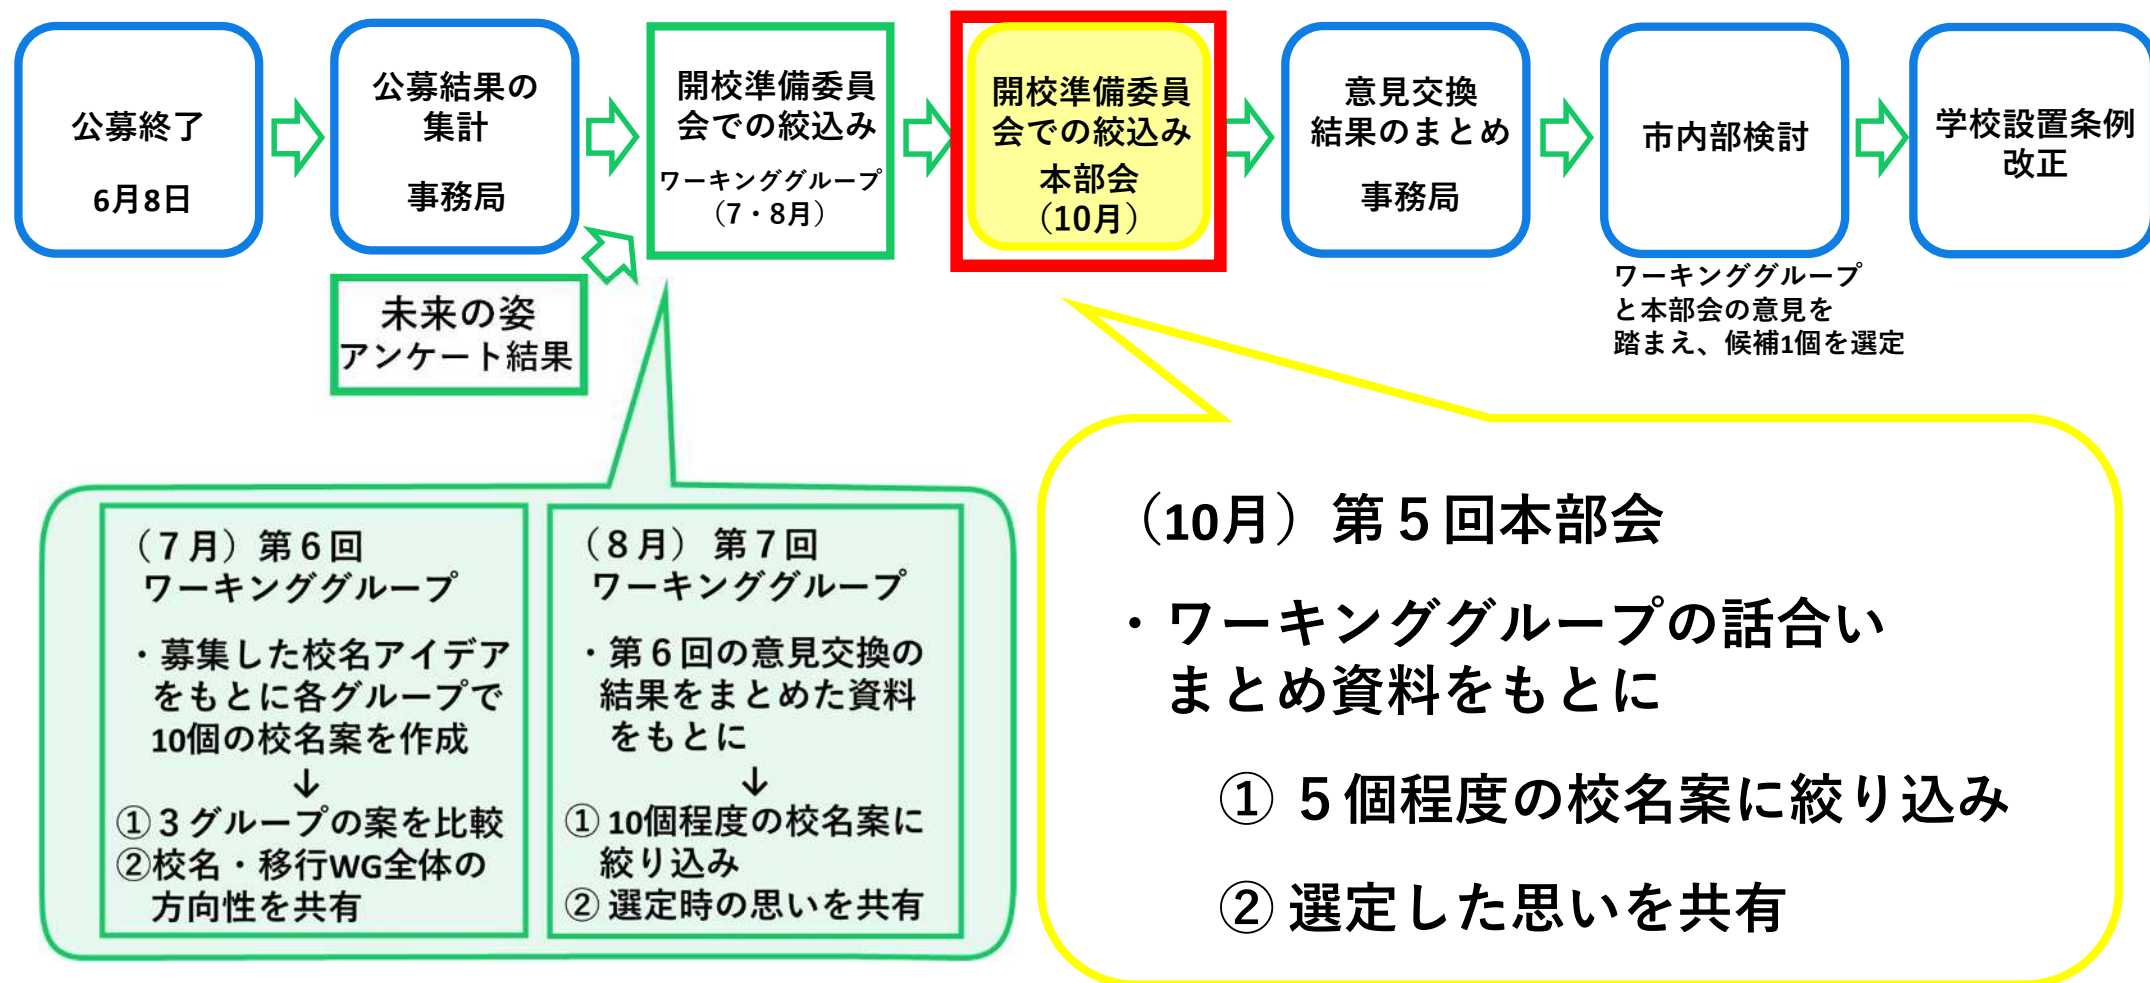 公募終了
6月8日
公募結果の
集計
事務局
開校準備委員
会での絞込み
ワーキンググループ
（7・8月）
開校準備委員
会での絞込み
本部会
（10月）
意見交換
結果のまとめ
事務局
市内部検討
学校設置条例
改正
ワーキンググループ
と本部会の意見を
踏まえ、候補1個を選定
未来の姿
アンケート結果
（７月）第６回
ワーキンググループ
・募集した校名アイデア
をもとに各グループで
10個の校名案を作成
↓
①３グループの案を比較
②校名・移行WG全体の
方向性を共有
（８月） 第７回
ワーキンググループ
・第６回の意見交換の
結果をまとめた資料
をもとに
↓
① 10個程度の校名案に
絞り込み
② 選定時の思いを共有
（10月）第５回本部会
・ワーキンググループの話合い
まとめ資料をもとに
① ５個程度の校名案に絞り込み
② 選定した思いを共有